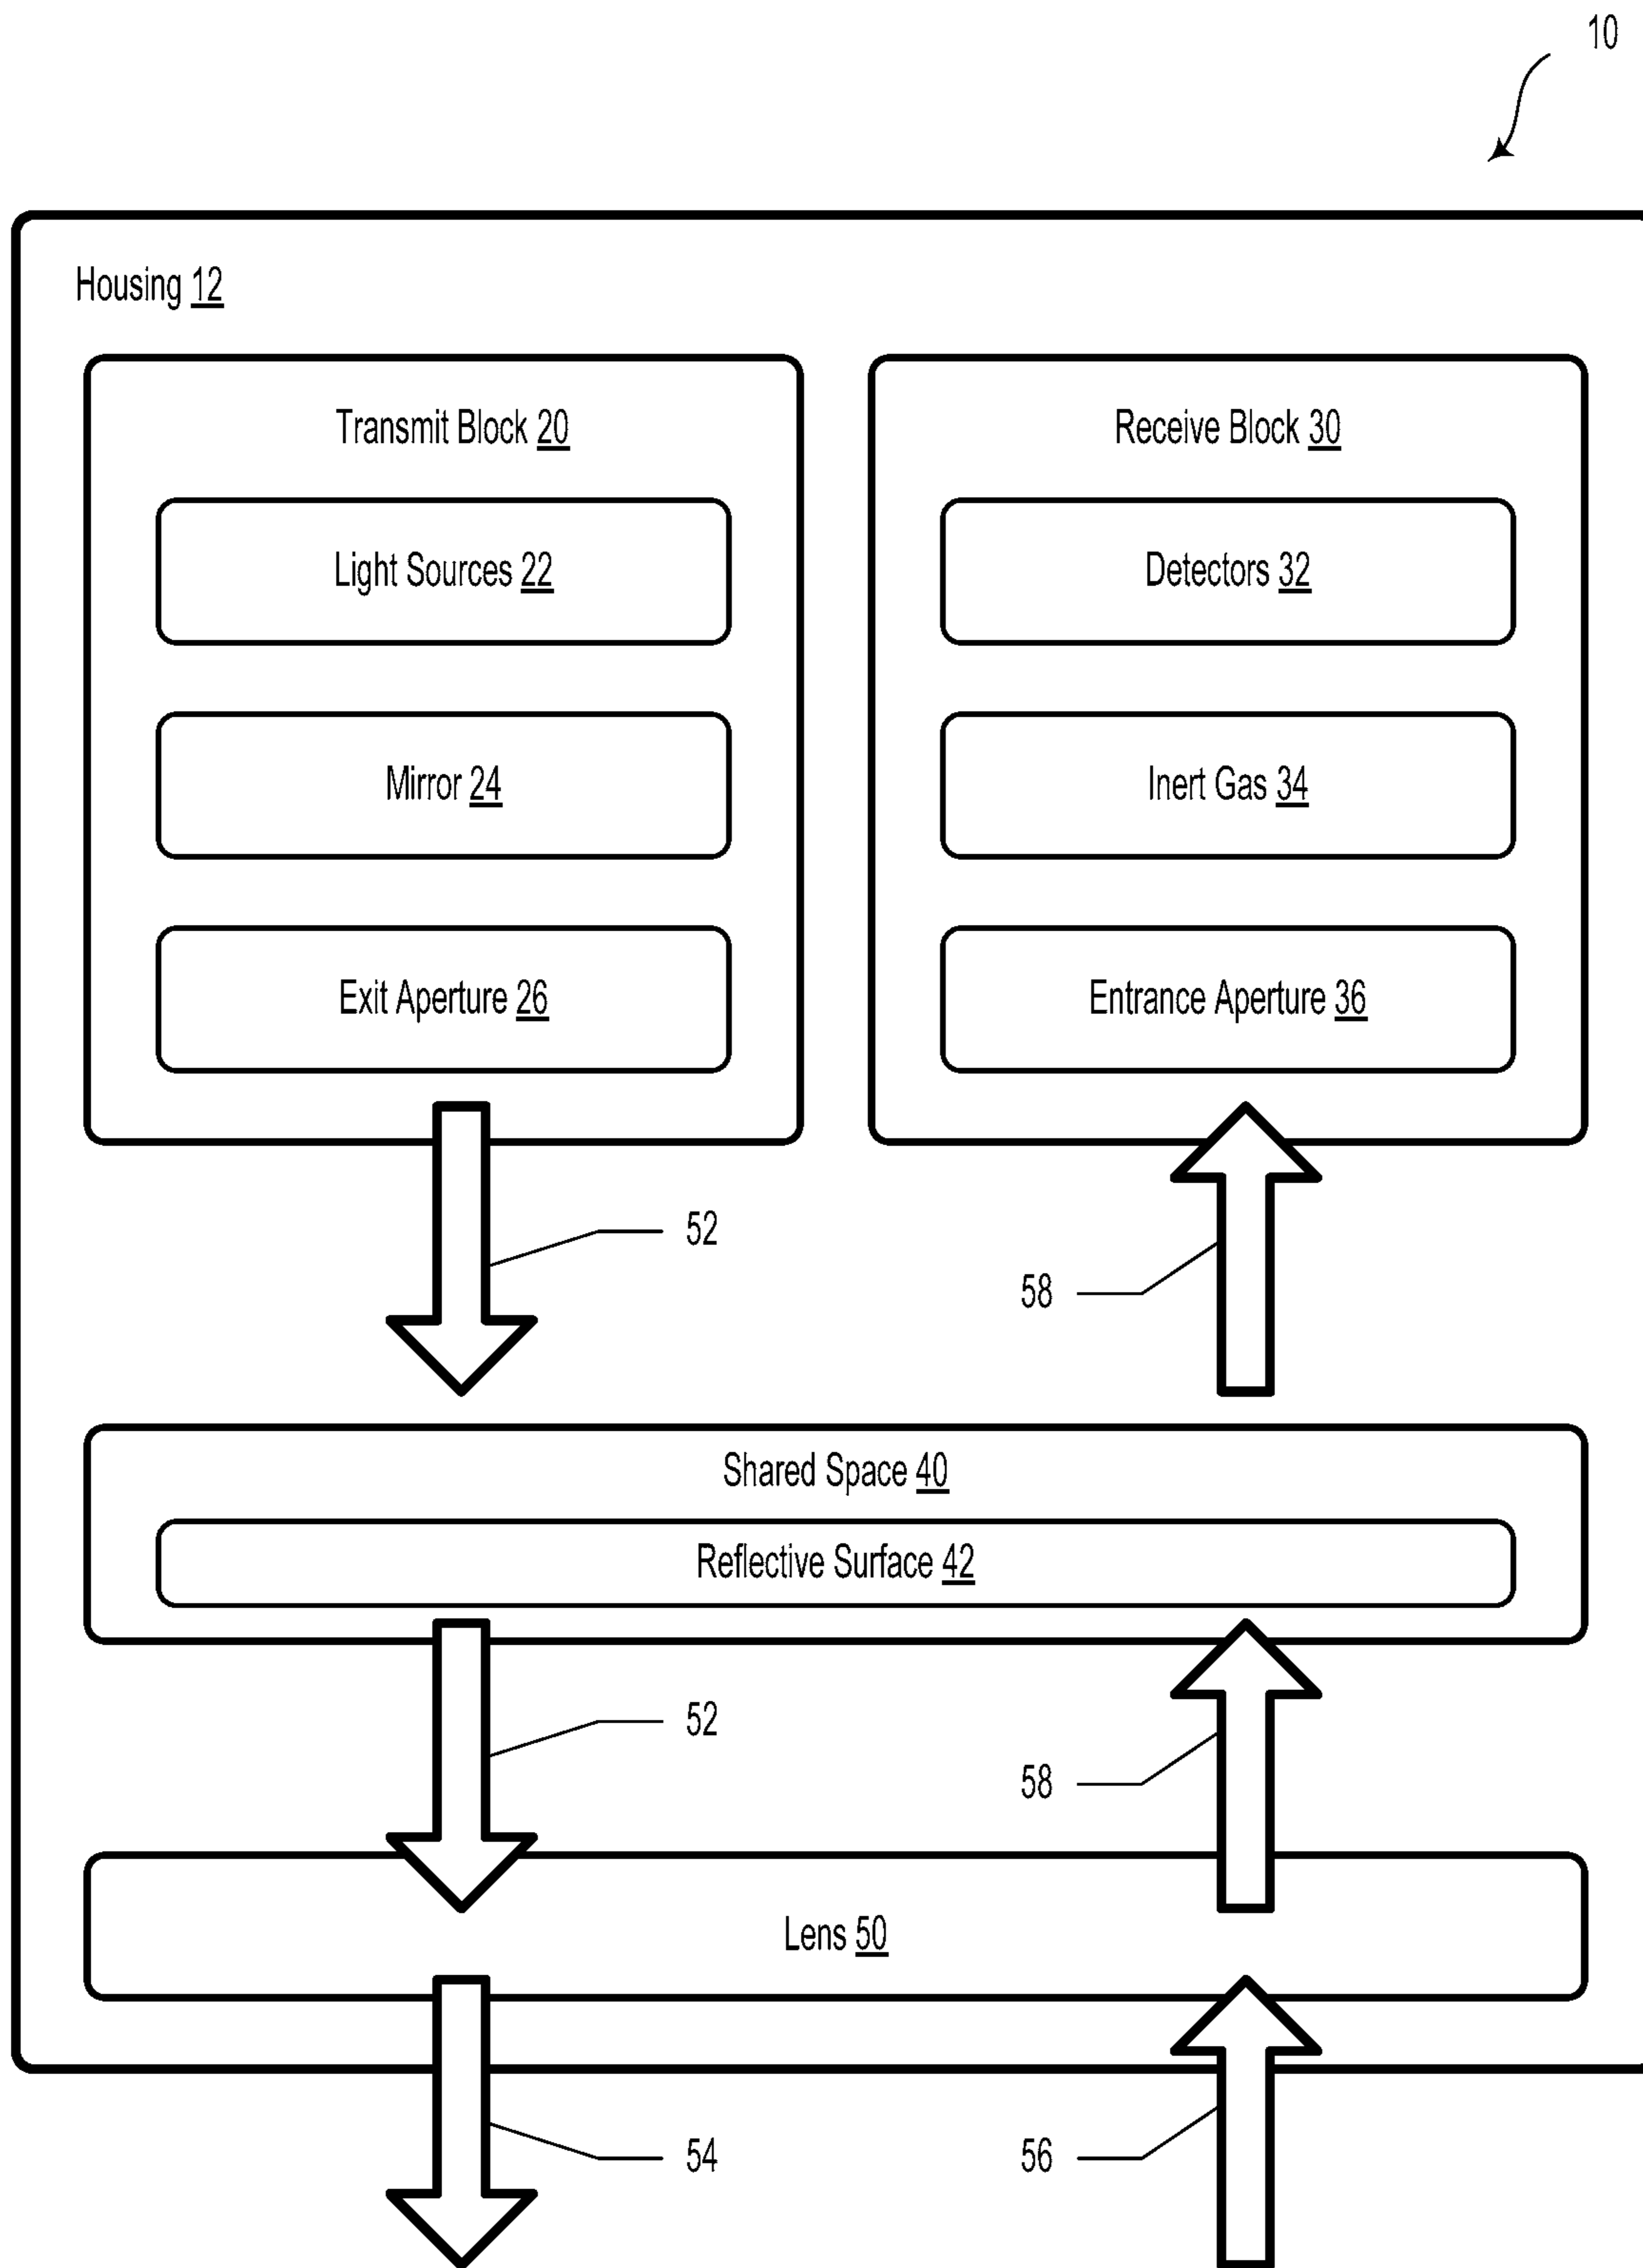 10
Housing 12
Transmit Block 20
Receive Block 30
Light Sources 22
Detectors 32
Mirror 24
Inert Gas 34
Exit Aperture 26
Entrance Aperture 36
52
58
Shared Space 40
Reflective Surface 42
52
58
Lens 50
54
56